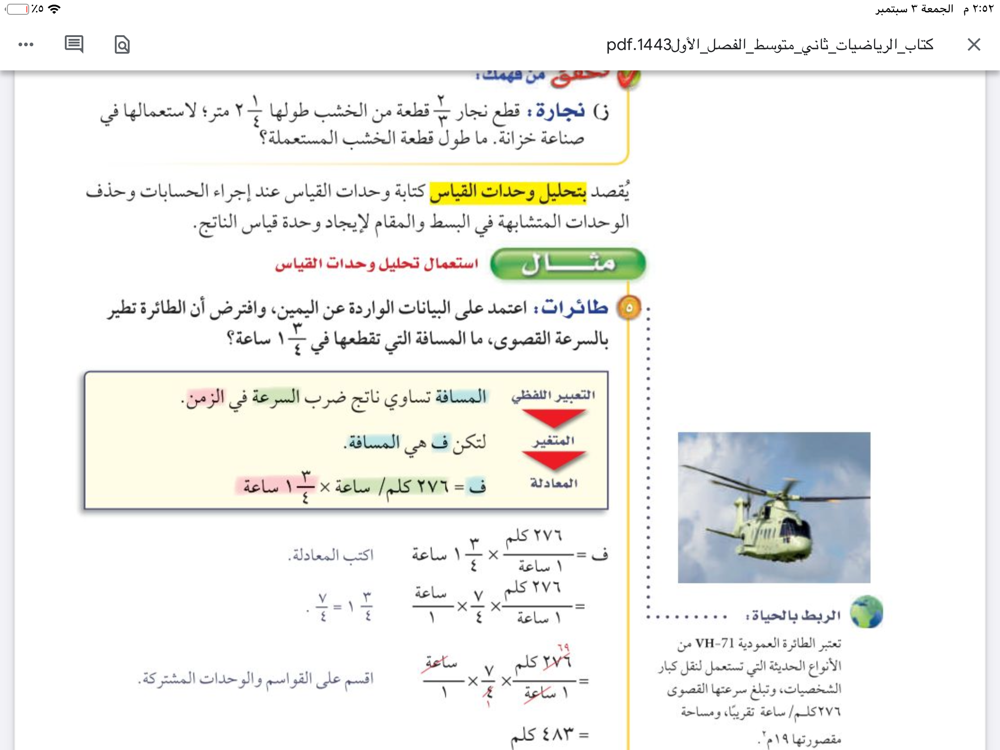 ٢:٥٢ م الجمعة ٣ سبتمبر
٪٥
كتاب_الرياضيات_ثاني_متوسط_الفصل_الأول1443.pdf
تحقق من فهمك:
ز) نجارة: قطع نجار ٢/٣ قطعة من الخشب طولها ١/٤ ٢ متر؛ لاستعمالها في
صناعة خزانة. ما طول قطعة الخشب المستعملة؟
يُقصد بتحليل وحدات القياس كتابة وحدات القياس عند إجراء الحسابات وحذف
الوحدات المتشابهة في البسط والمقام لإيجاد وحدة قياس الناتج.
مثـــــال استعمال تحليل وحدات القياس
٥ طائرات: اعتمد على البيانات الواردة عن اليمين، وافترض أن الطائرة تطير
بالسرعة القصوى، ما المسافة التي تقطعها في ٣/٤ ١ ساعة؟
التعبير اللفظي المسافة تساوي ناتج ضرب السرعة في الزمن.
المتغير لتكن ف هي المسافة.
المعادلة ف = ٢٧٦ كلم/ ساعة × ٣/٤ ١ ساعة
ف = ٢٧٦ كلم / ١ ساعة × ٣/٤ ١ ساعة اكتب المعادلة.
= ٢٧٦ كلم / ١ ساعة × ٧/٤ × ساعة/١ ٣/٤ ١ = ٧/٤ .
٦٩
= ٢٧٦ كلم / ١ ساعة × ٧/٤ × ساعة/١ اقسم على القواسم والوحدات المشتركة.
١
= ٤٨٣ كلم
الربط بالحياة: .........
تعتبر الطائرة العمودية VH-71 من
الأنواع الحديثة التي تستعمل لنقل كبار
الشخصيات، وتبلغ سرعتها القصوى
٢٧٦كلـم/ ساعة تقريبًا، ومساحة
مقصورتها ١٩م٢.